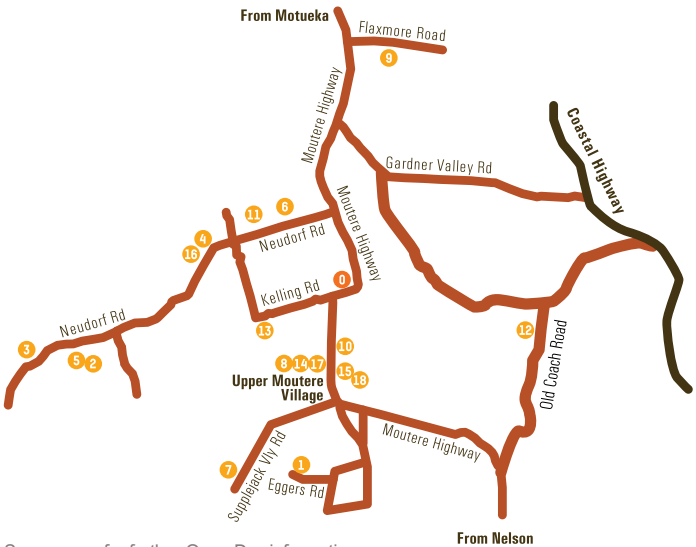 From Motueka
Flaxmore Road
9
Moutere Highway
Coastal Highway
Gardner Valley Rd
Moutere Highway
11
6
4
16
Neudorf Rd
0
Kelling Rd
13
Neudorf Rd
3
5
2
12
Old Coach Road
10
8
14
17
15
18
Upper Moutere
Village
Moutere Highway
Supplejack Vly Rd
7
1
Eggers Rd
From Nelson